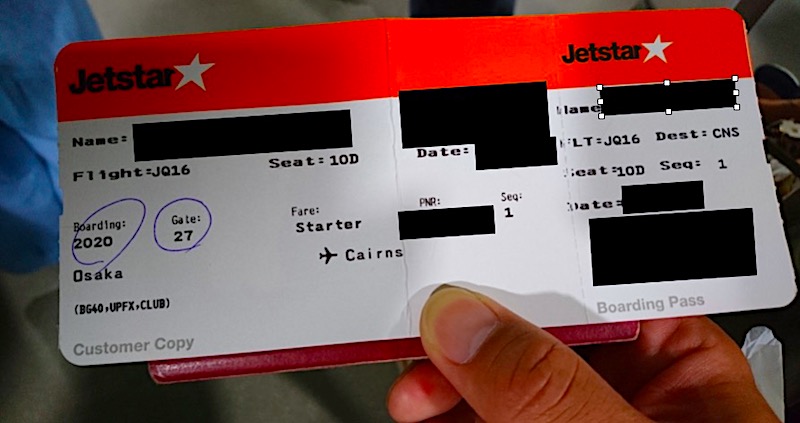 Jetstar
Name:
Flight:JQ16 Seat:10D
Boarding: Gate:
2020 27
Fare:
Starter
Osaka Cairns
(BG40,UPFX,CLUB)
Customer Copy
Date:
PNR: Seq:
1
Jetstar
Name
FLT:JQ16 Dest:CNS
Seat:10D Seq: 1
Date:
Boarding Pass